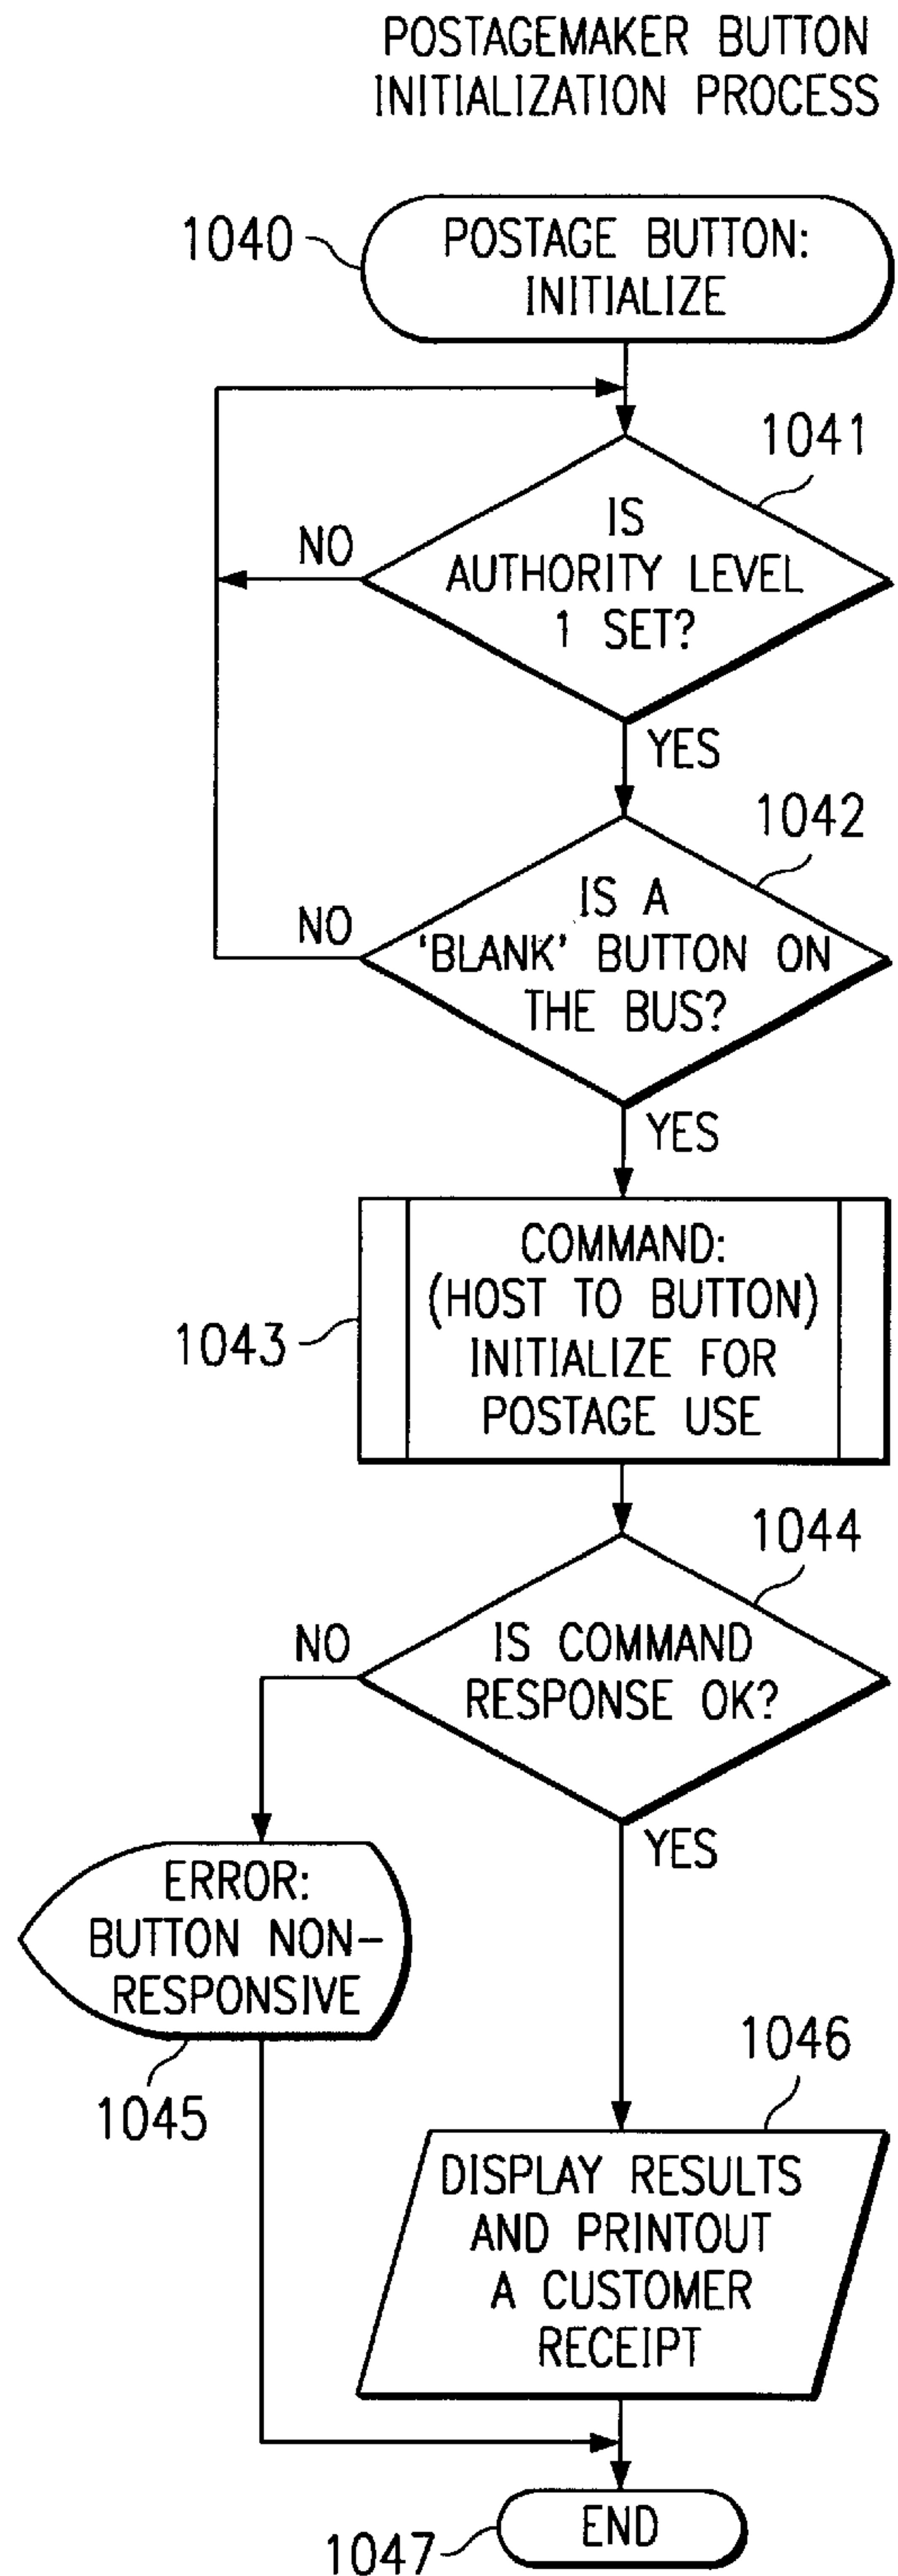 POSTAGEMAKER BUTTON
INITIALIZATION PROCESS
1040
POSTAGE BUTTON:
INITIALIZE
1041
IS
AUTHORITY LEVEL
1 SET?
NO
YES
1042
IS A
'BLANK' BUTTON ON
THE BUS?
NO
YES
1043
COMMAND:
(HOST TO BUTTON)
INITIALIZE FOR
POSTAGE USE
1044
IS COMMAND
RESPONSE OK?
NO
YES
ERROR:
BUTTON NON-
RESPONSIVE
1045
1046
DISPLAY RESULTS
AND PRINTOUT
A CUSTOMER
RECEIPT
END
1047